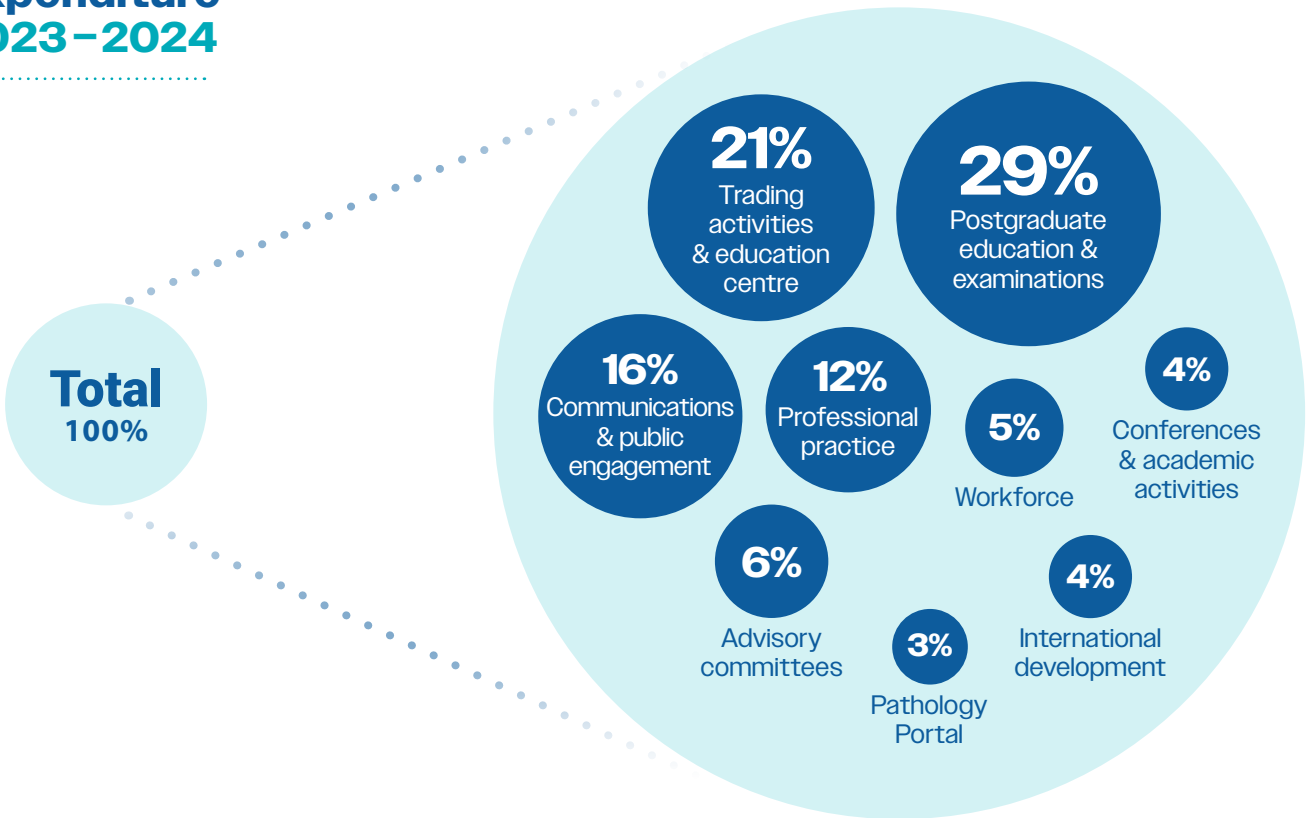 xpenditure
023–2024
21%
Trading
activities
& education
centre
29%
Postgraduate
education &
examinations
Total
100%
16%
Communications
& public
engagement
12%
Professional
practice
5%
Workforce
4%
Conferences
& academic
activities
6%
Advisory
committees
3%
Pathology
Portal
4%
International
development